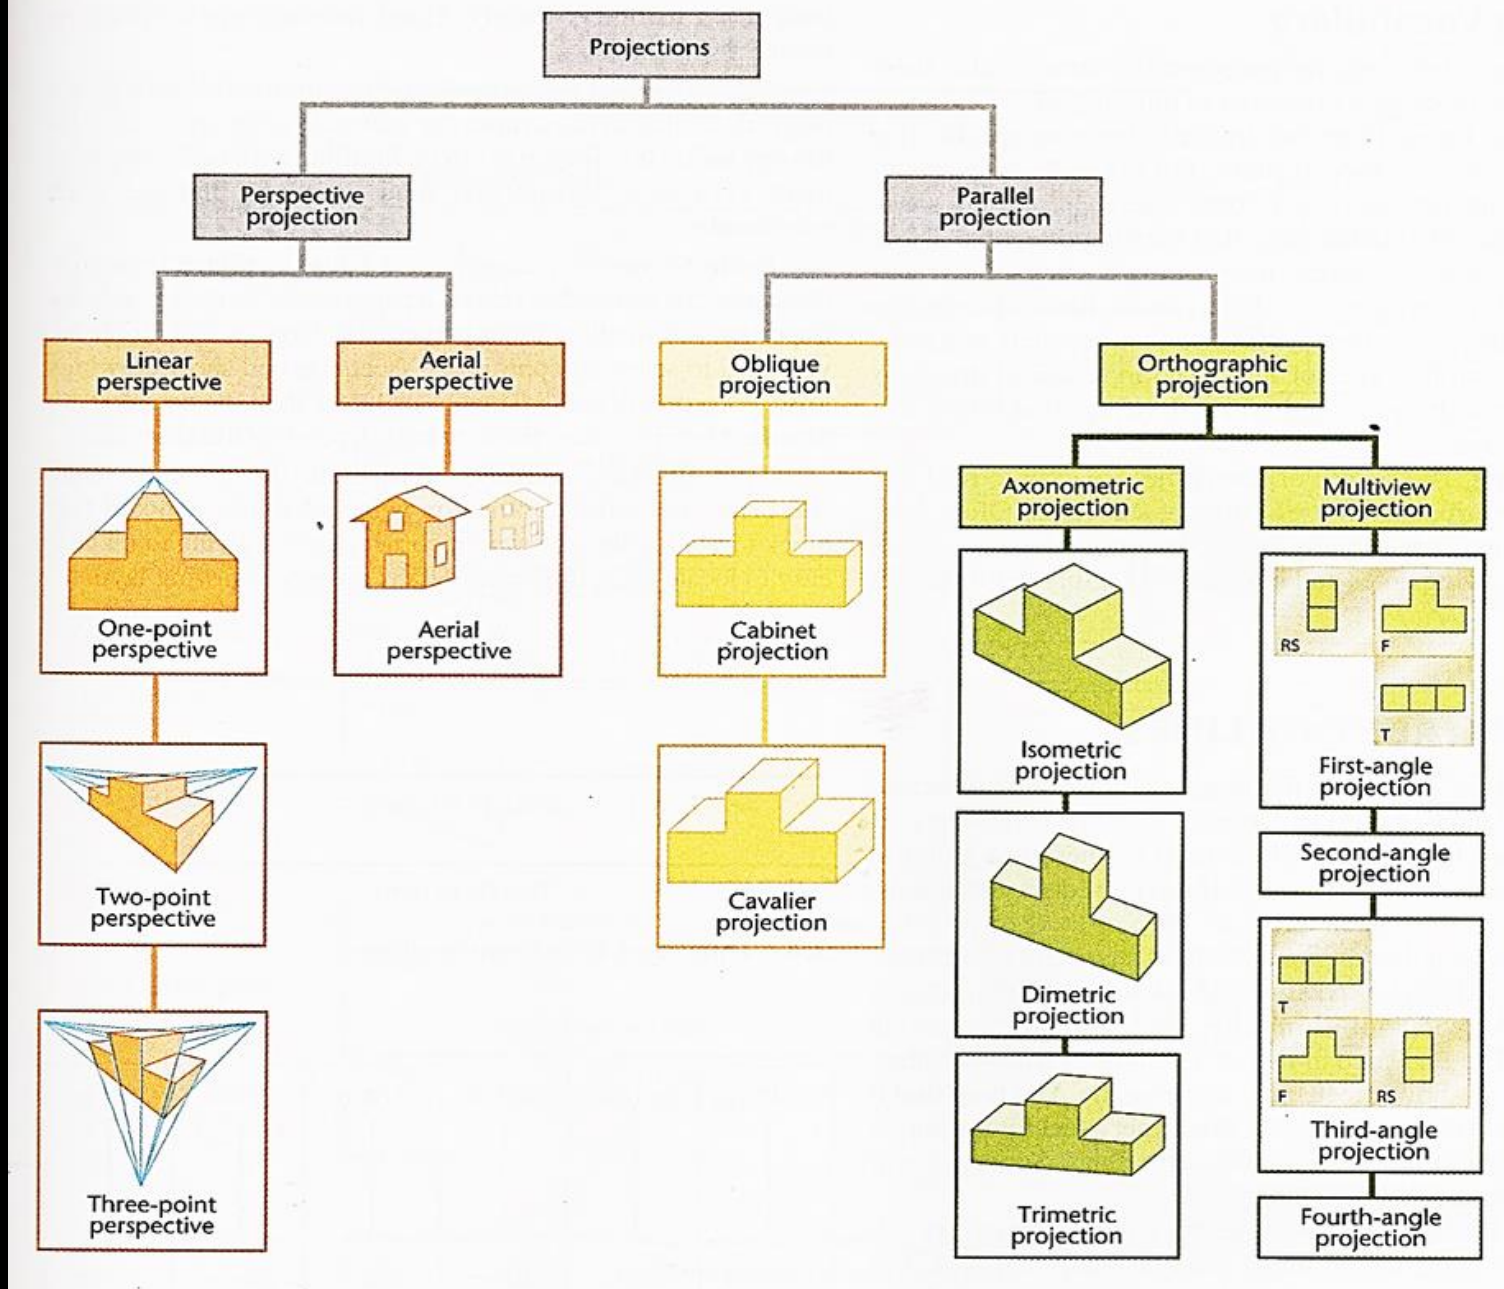 Projections
Perspective
projection
Parallel
projection
Linear
perspective
Aerial
perspective
Oblique
projection
Orthographic
projection
Axonometric
projection
Multiview
projection
One-point
perspective
Aerial
perspective
Cabinet
projection
Isometric
projection
RS
F
T
First-angle
projection
Two-point
perspective
Cavalier
projection
Dimetric
projection
Second-angle
projection
T
F
RS
Third-angle
projection
Three-point
perspective
Trimetric
projection
Fourth-angle
projection